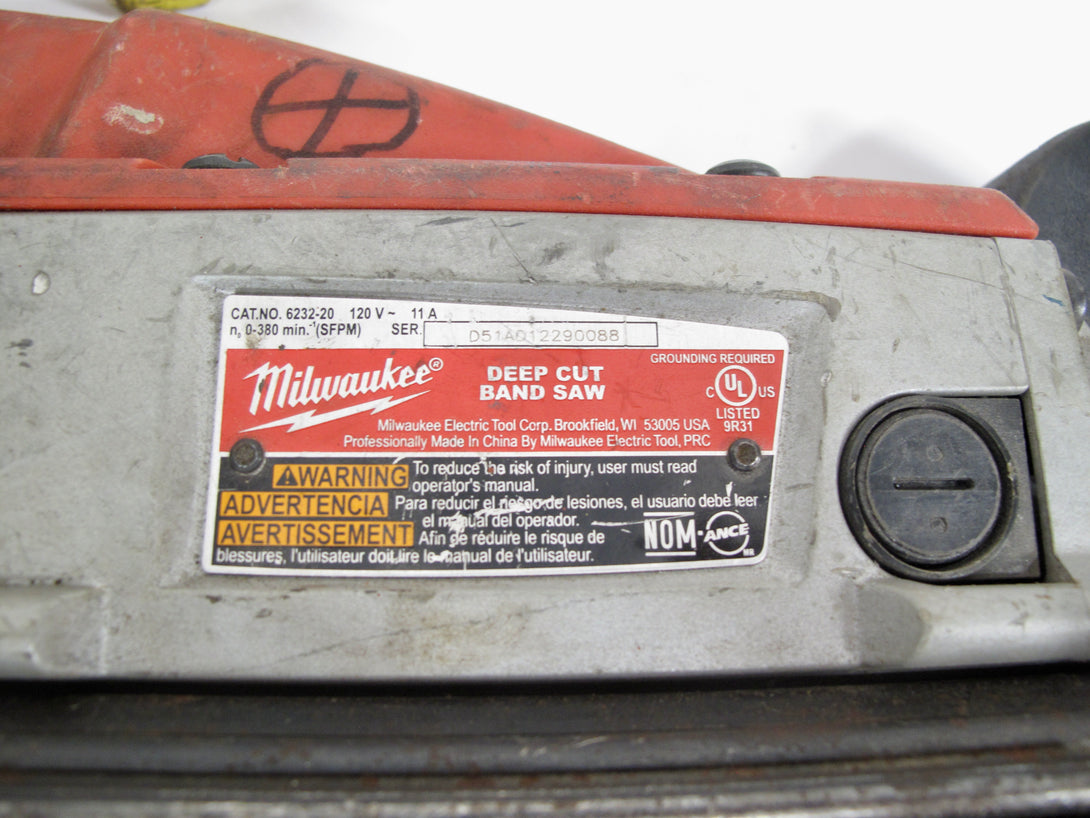 CAT.NO. 6232-20 120 V ~ 11 A
n₀ 0-380 min.⁻¹(SFPM) SER. D51AD12290088
Milwaukee®
DEEP CUT
BAND SAW
GROUNDING REQUIRED
C UL US
LISTED
9R31
Milwaukee Electric Tool Corp. Brookfield, WI 53005 USA
Professionally Made In China By Milwaukee Electric Tool, PRC
WARNING To reduce the risk of injury, user must read
operator's manual.
ADVERTENCIA Para reducir el riesgo de lesiones, el usuario debe leer
el manual del operador.
AVERTISSEMENT Afin de réduire le risque de
blessures, l'utilisateur doit lire le manual de l'utilisateur.
NOM-ANCE
MR